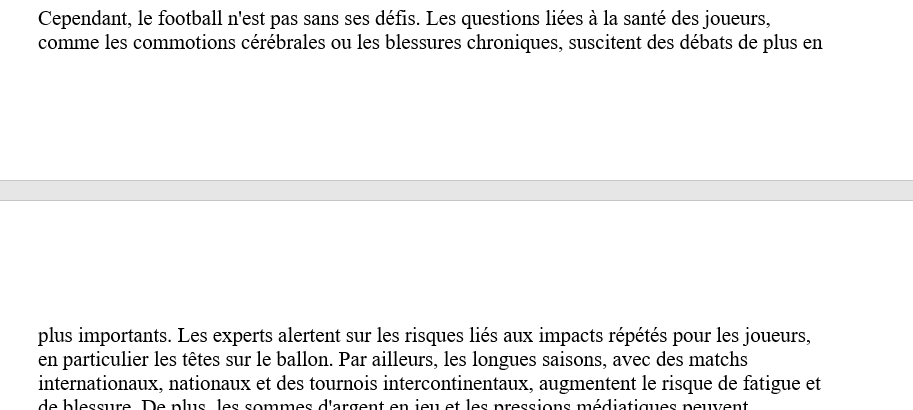 Cependant, le football n'est pas sans ses défis. Les questions liées à la santé des joueurs,
comme les commotions cérébrales ou les blessures chroniques, suscitent des débats de plus en
plus importants. Les experts alertent sur les risques liés aux impacts répétés pour les joueurs,
en particulier les têtes sur le ballon. Par ailleurs, les longues saisons, avec des matchs
internationaux, nationaux et des tournois intercontinentaux, augmentent le risque de fatigue et
de blessure. De plus, les sommes d'argent en jeu et les pressions médiatiques peuvent